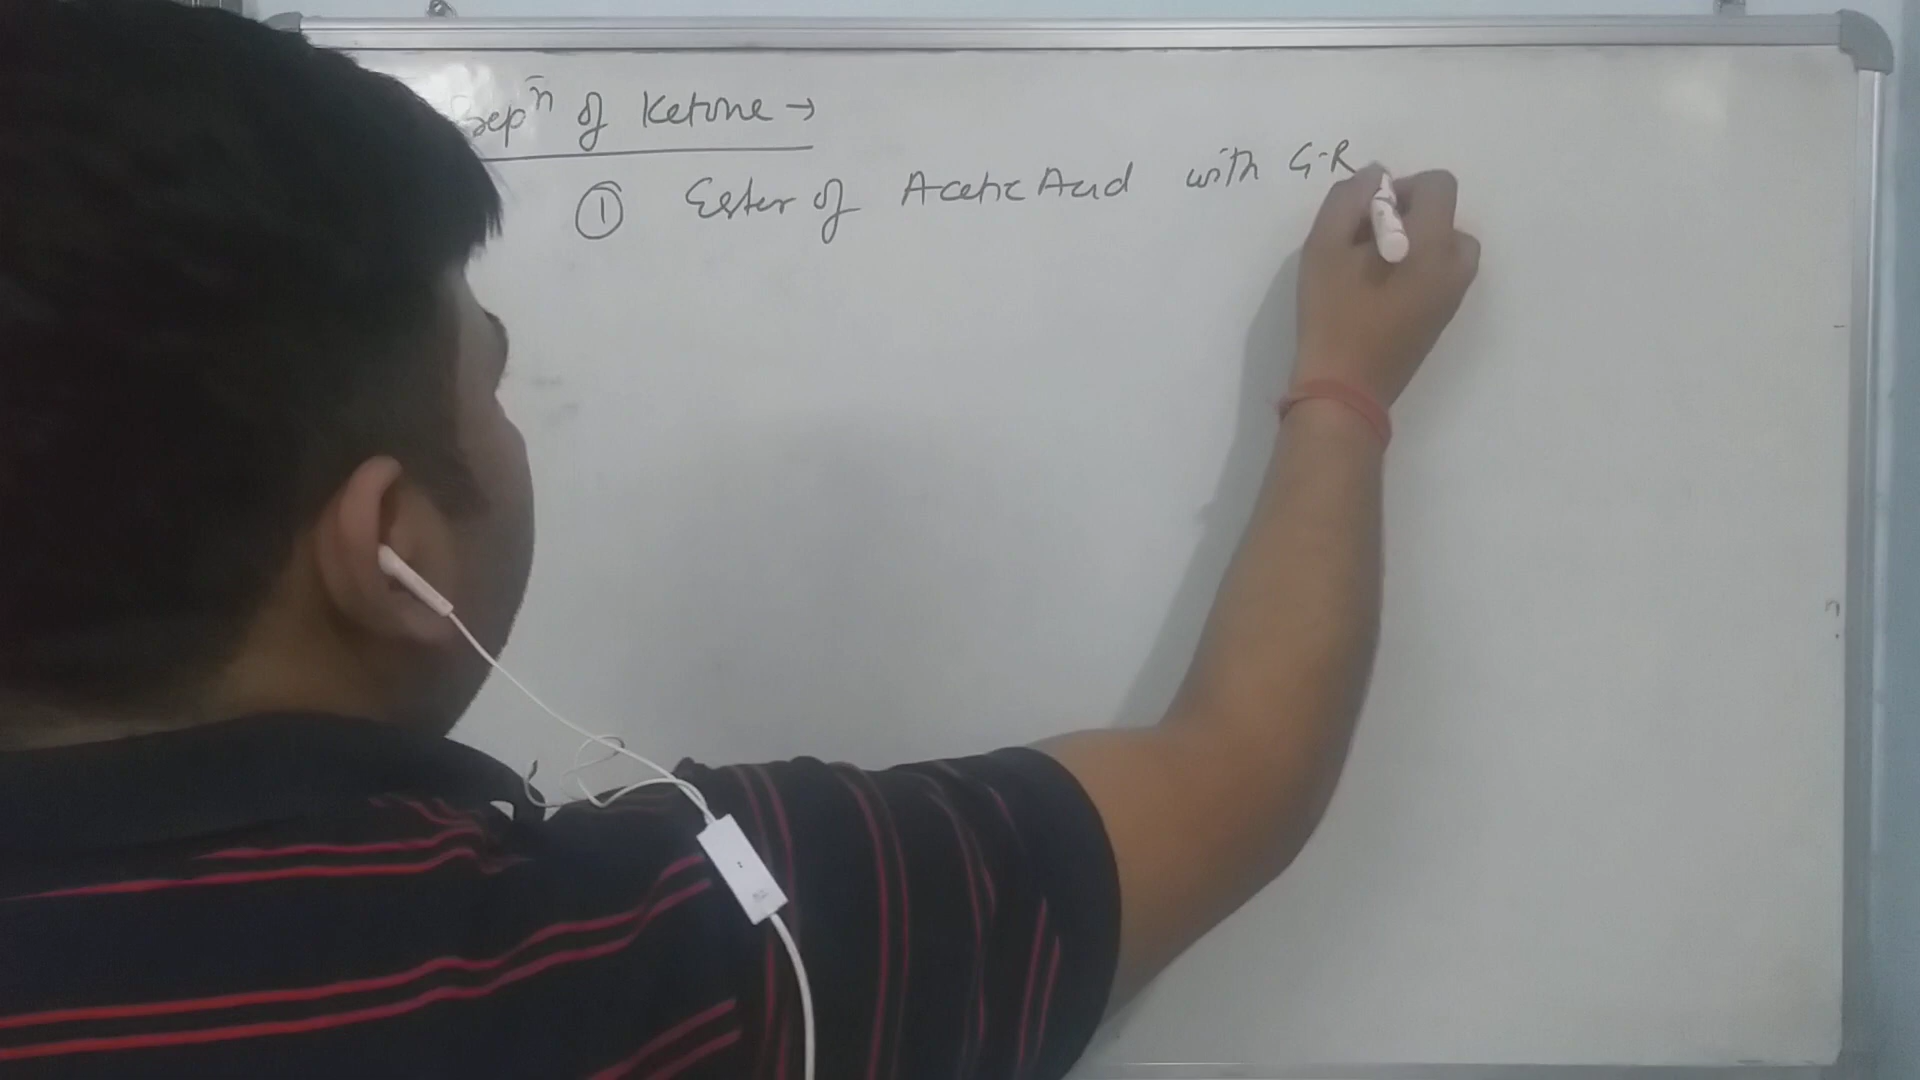 Sepⁿ of Ketone →
① Ester of Acetic Acid with G-R